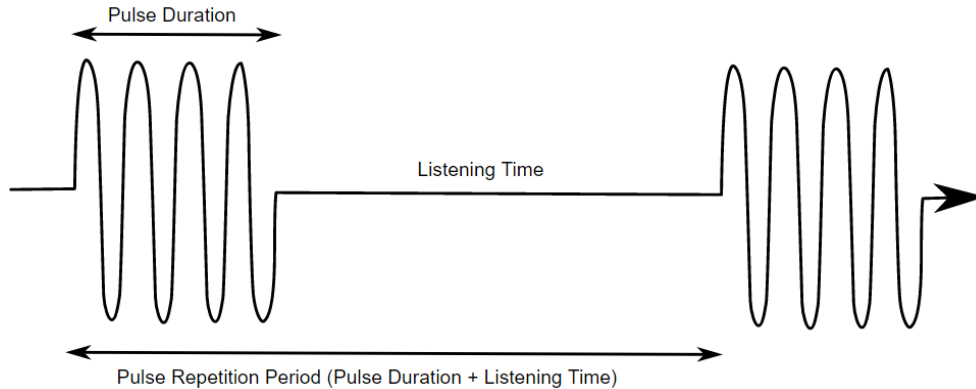 Pulse Duration
Listening Time
Pulse Repetition Period (Pulse Duration + Listening Time)